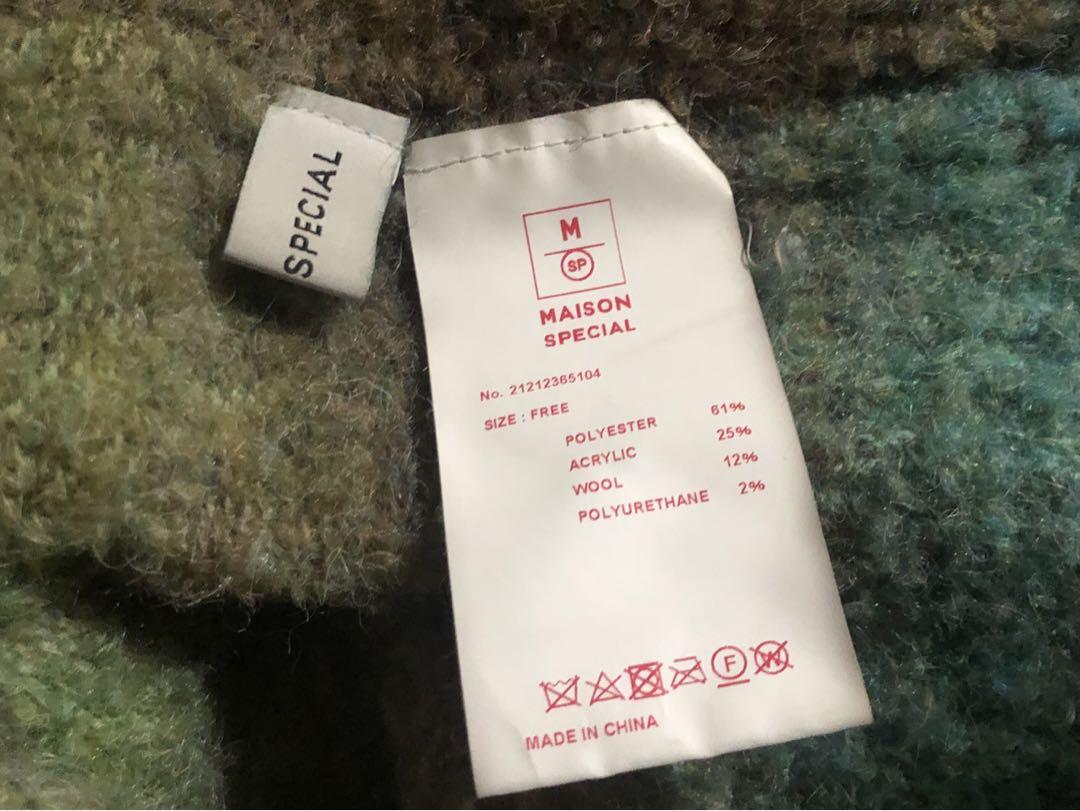 SPECIAL
M
SP
MAISON
SPECIAL
No. 21212365104
SIZE : FREE
POLYESTER 61%
ACRYLIC 25%
WOOL 12%
POLYURETHANE 2%
F
W
MADE IN CHINA